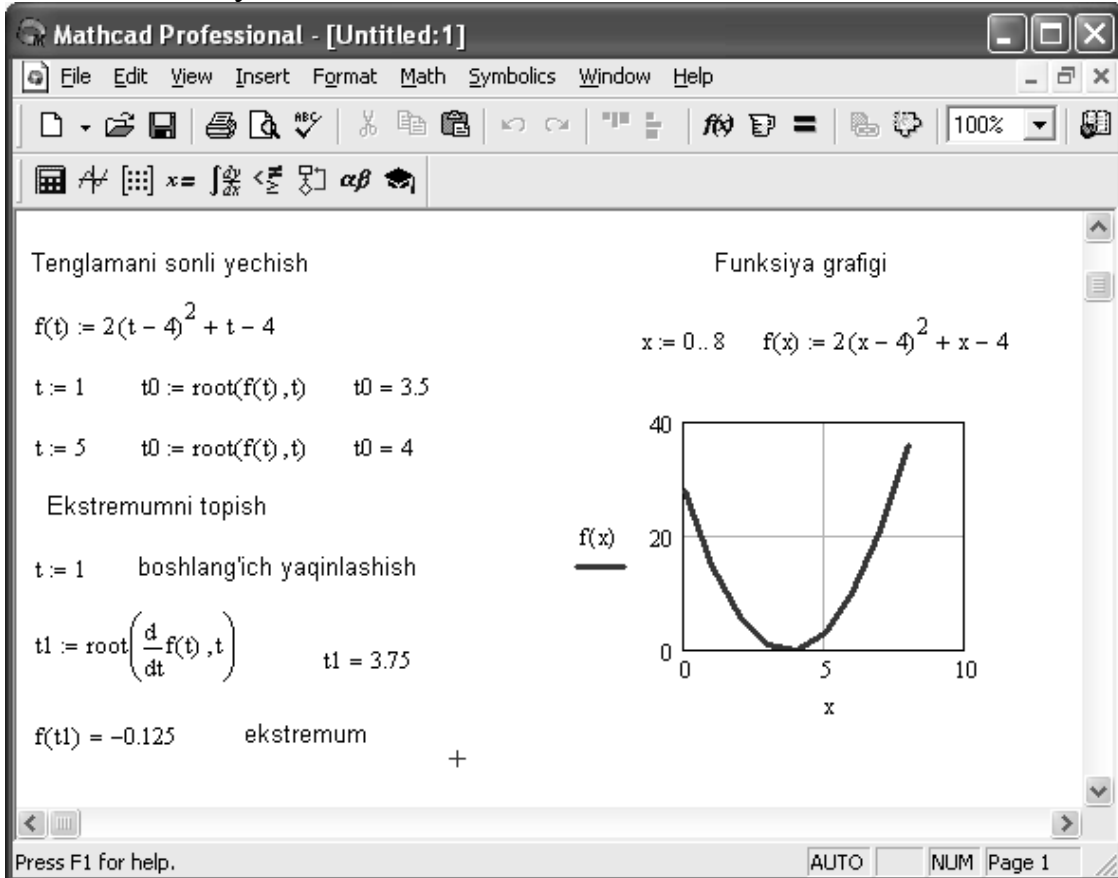 Mathcad Professional - [Untitled:1]
File Edit View Insert Format Math Symbolics Window Help
100%
Tenglamani sonli yechish
Funksiya grafigi
f(t) := 2(t − 4)² + t − 4
x := 0.. 8 f(x) := 2(x − 4)² + x − 4
t := 1 t0 := root(f(t) ,t) t0 = 3.5
t := 5 t0 := root(f(t) ,t) t0 = 4
Ekstremumni topish
t := 1 boshlang'ich yaqinlashish
t1 := root(d/dt f(t) ,t) t1 = 3.75
f(t1) = −0.125 ekstremum
40
20
0
f(x)
0 5 10
x
Press F1 for help.
AUTO NUM Page 1